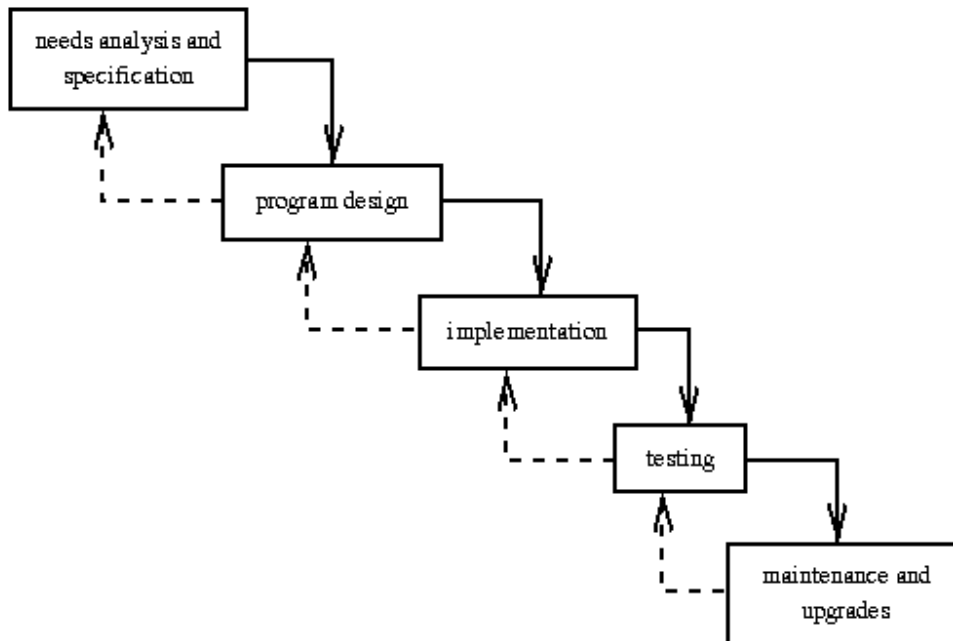 needs analysis and
specification
program design
implementation
testing
maintenance and
upgrades